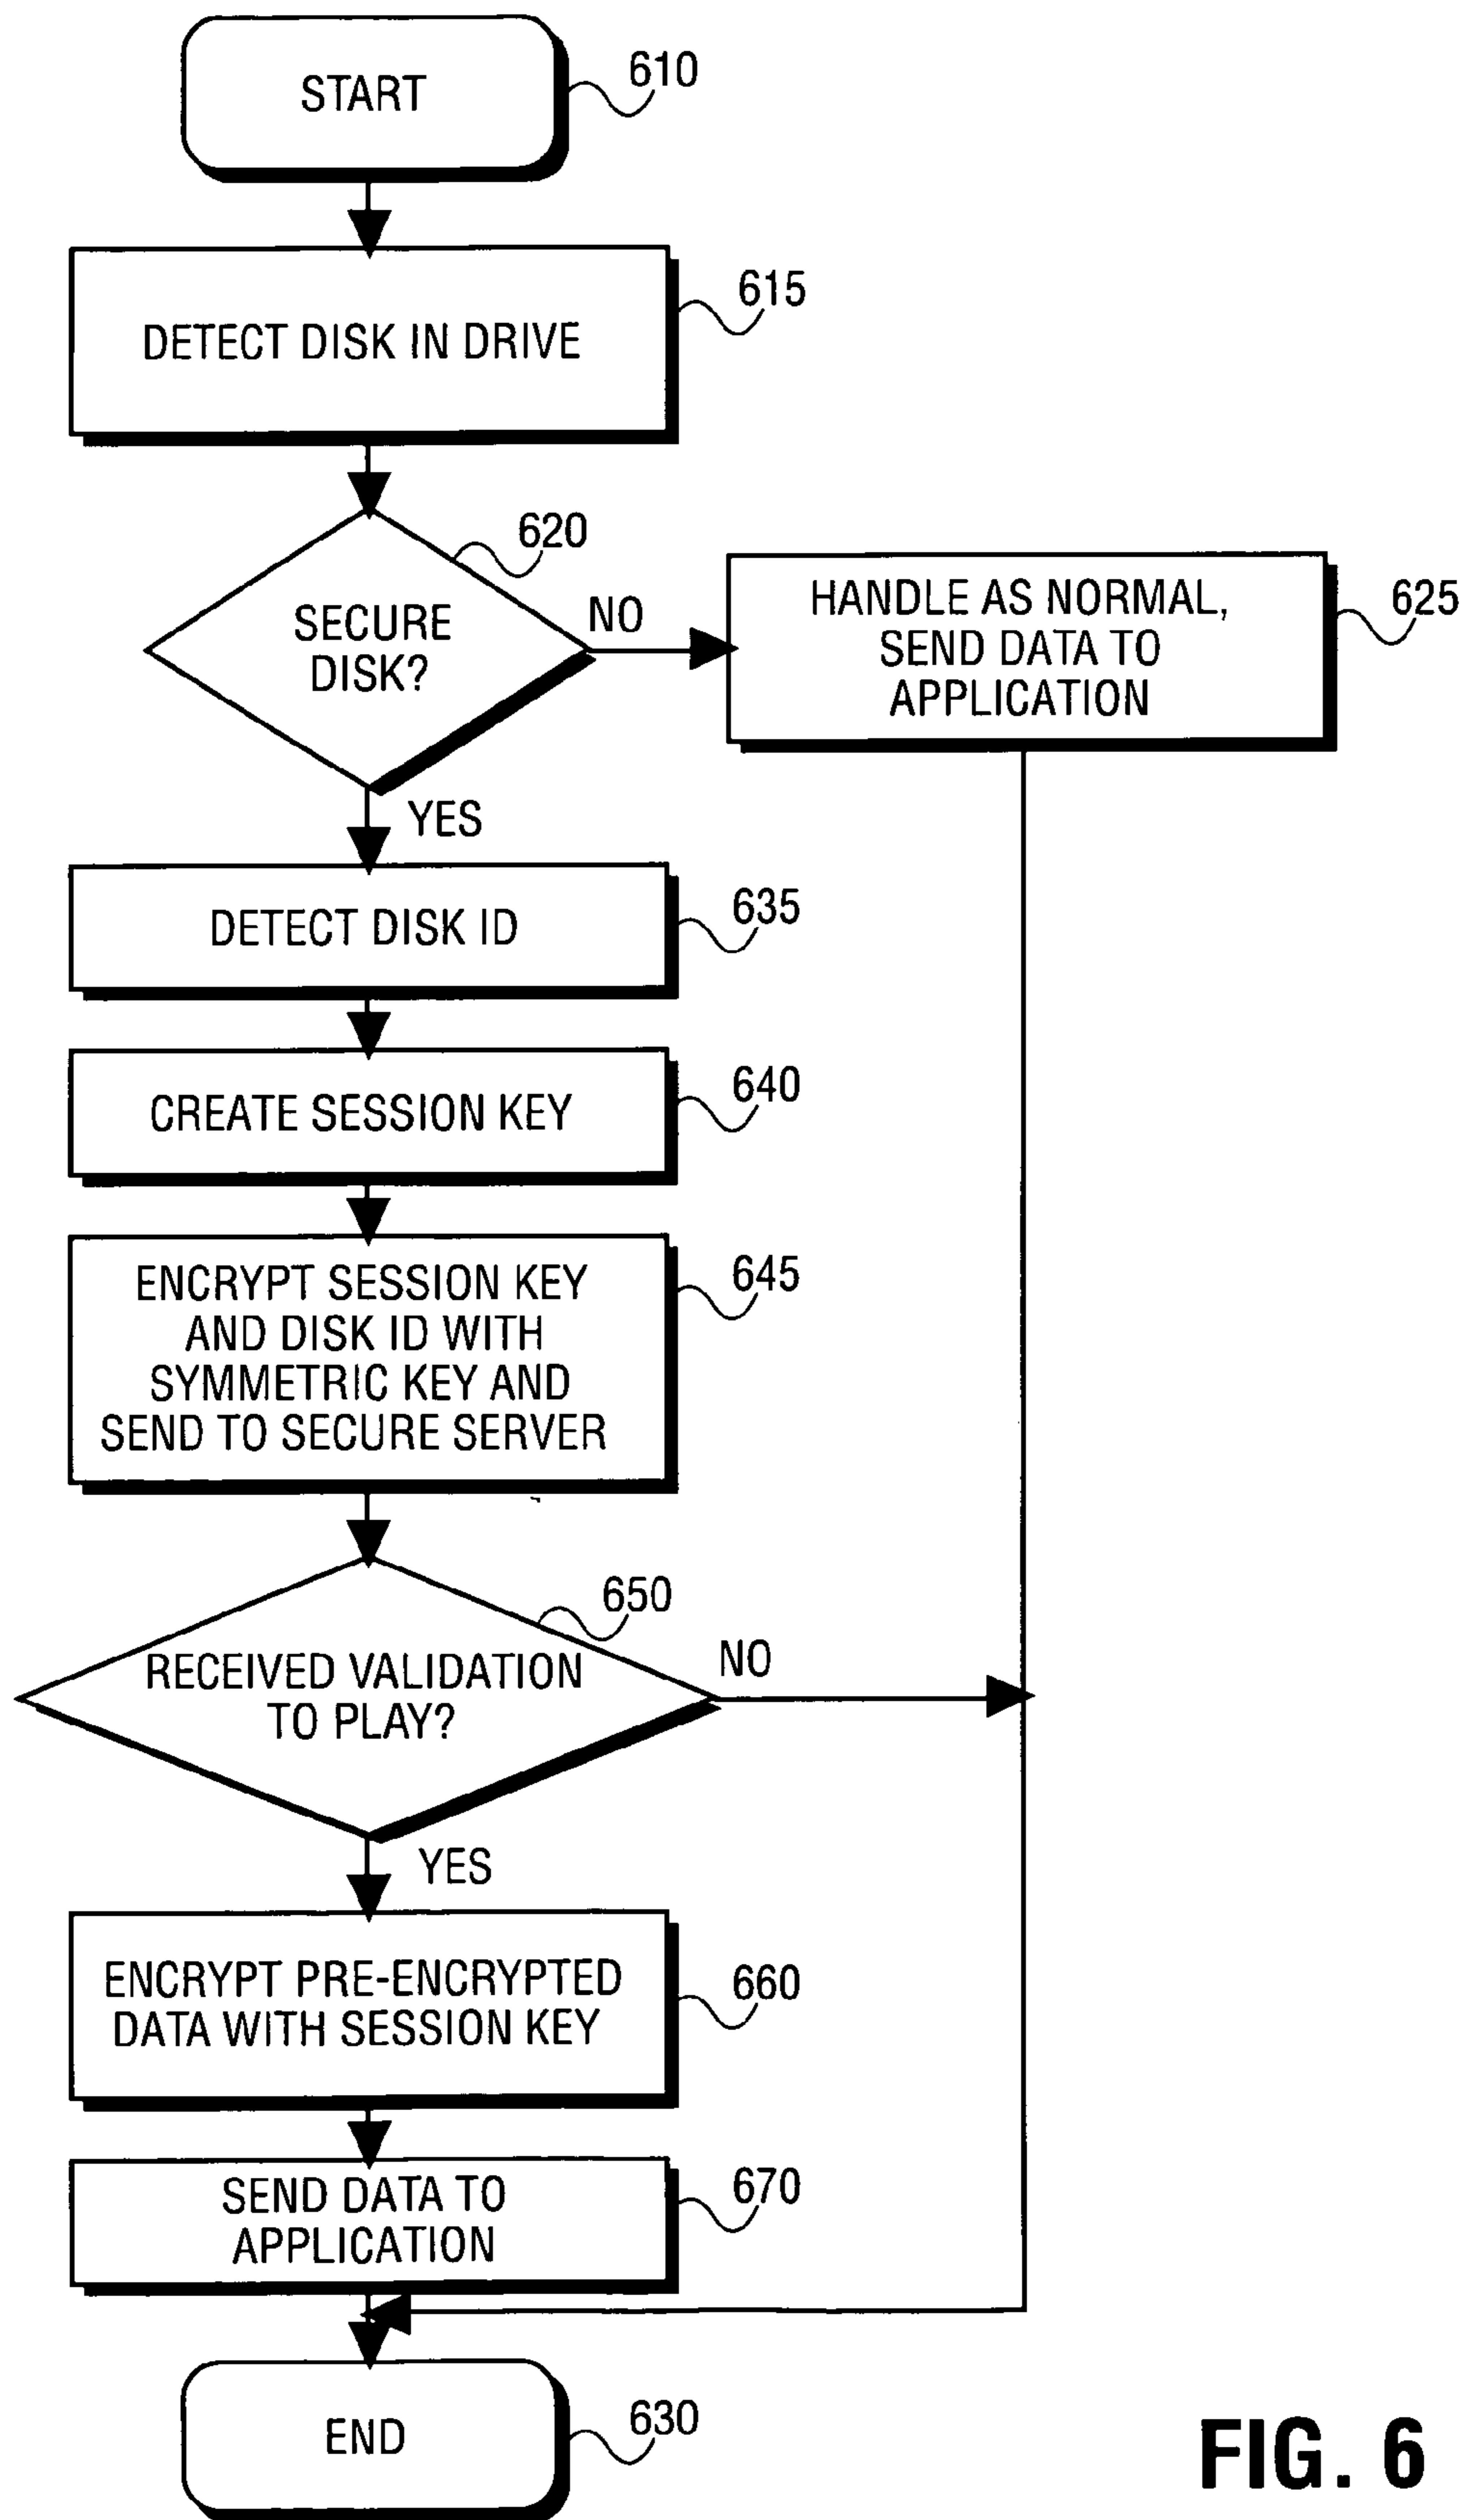 START
610
DETECT DISK IN DRIVE
615
620
SECURE
DISK?
NO
HANDLE AS NORMAL,
SEND DATA TO
APPLICATION
625
YES
DETECT DISK ID
635
CREATE SESSION KEY
640
ENCRYPT SESSION KEY
AND DISK ID WITH
SYMMETRIC KEY AND
SEND TO SECURE SERVER
645
650
RECEIVED VALIDATION
TO PLAY?
NO
YES
ENCRYPT PRE-ENCRYPTED
DATA WITH SESSION KEY
660
SEND DATA TO
APPLICATION
670
END
630
FIG. 6